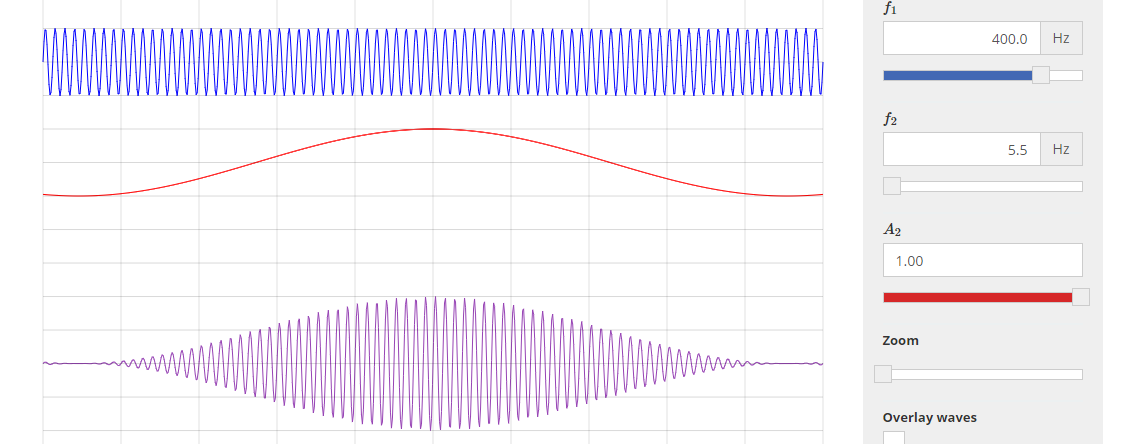 f₁
400.0 Hz
f₂
5.5 Hz
A₂
1.00
Zoom
Overlay waves